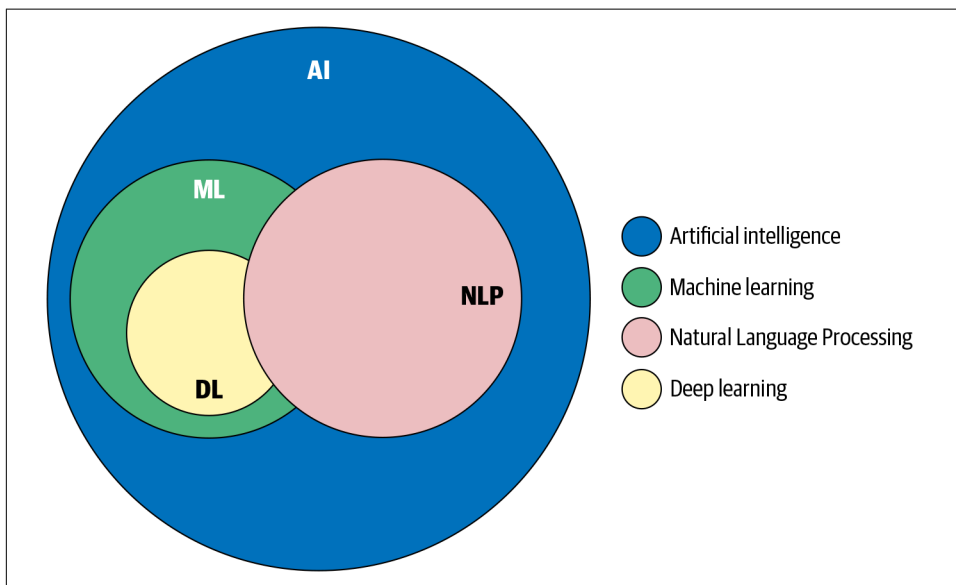 AI
ML
NLP
DL
Artificial intelligence
Machine learning
Natural Language Processing
Deep learning